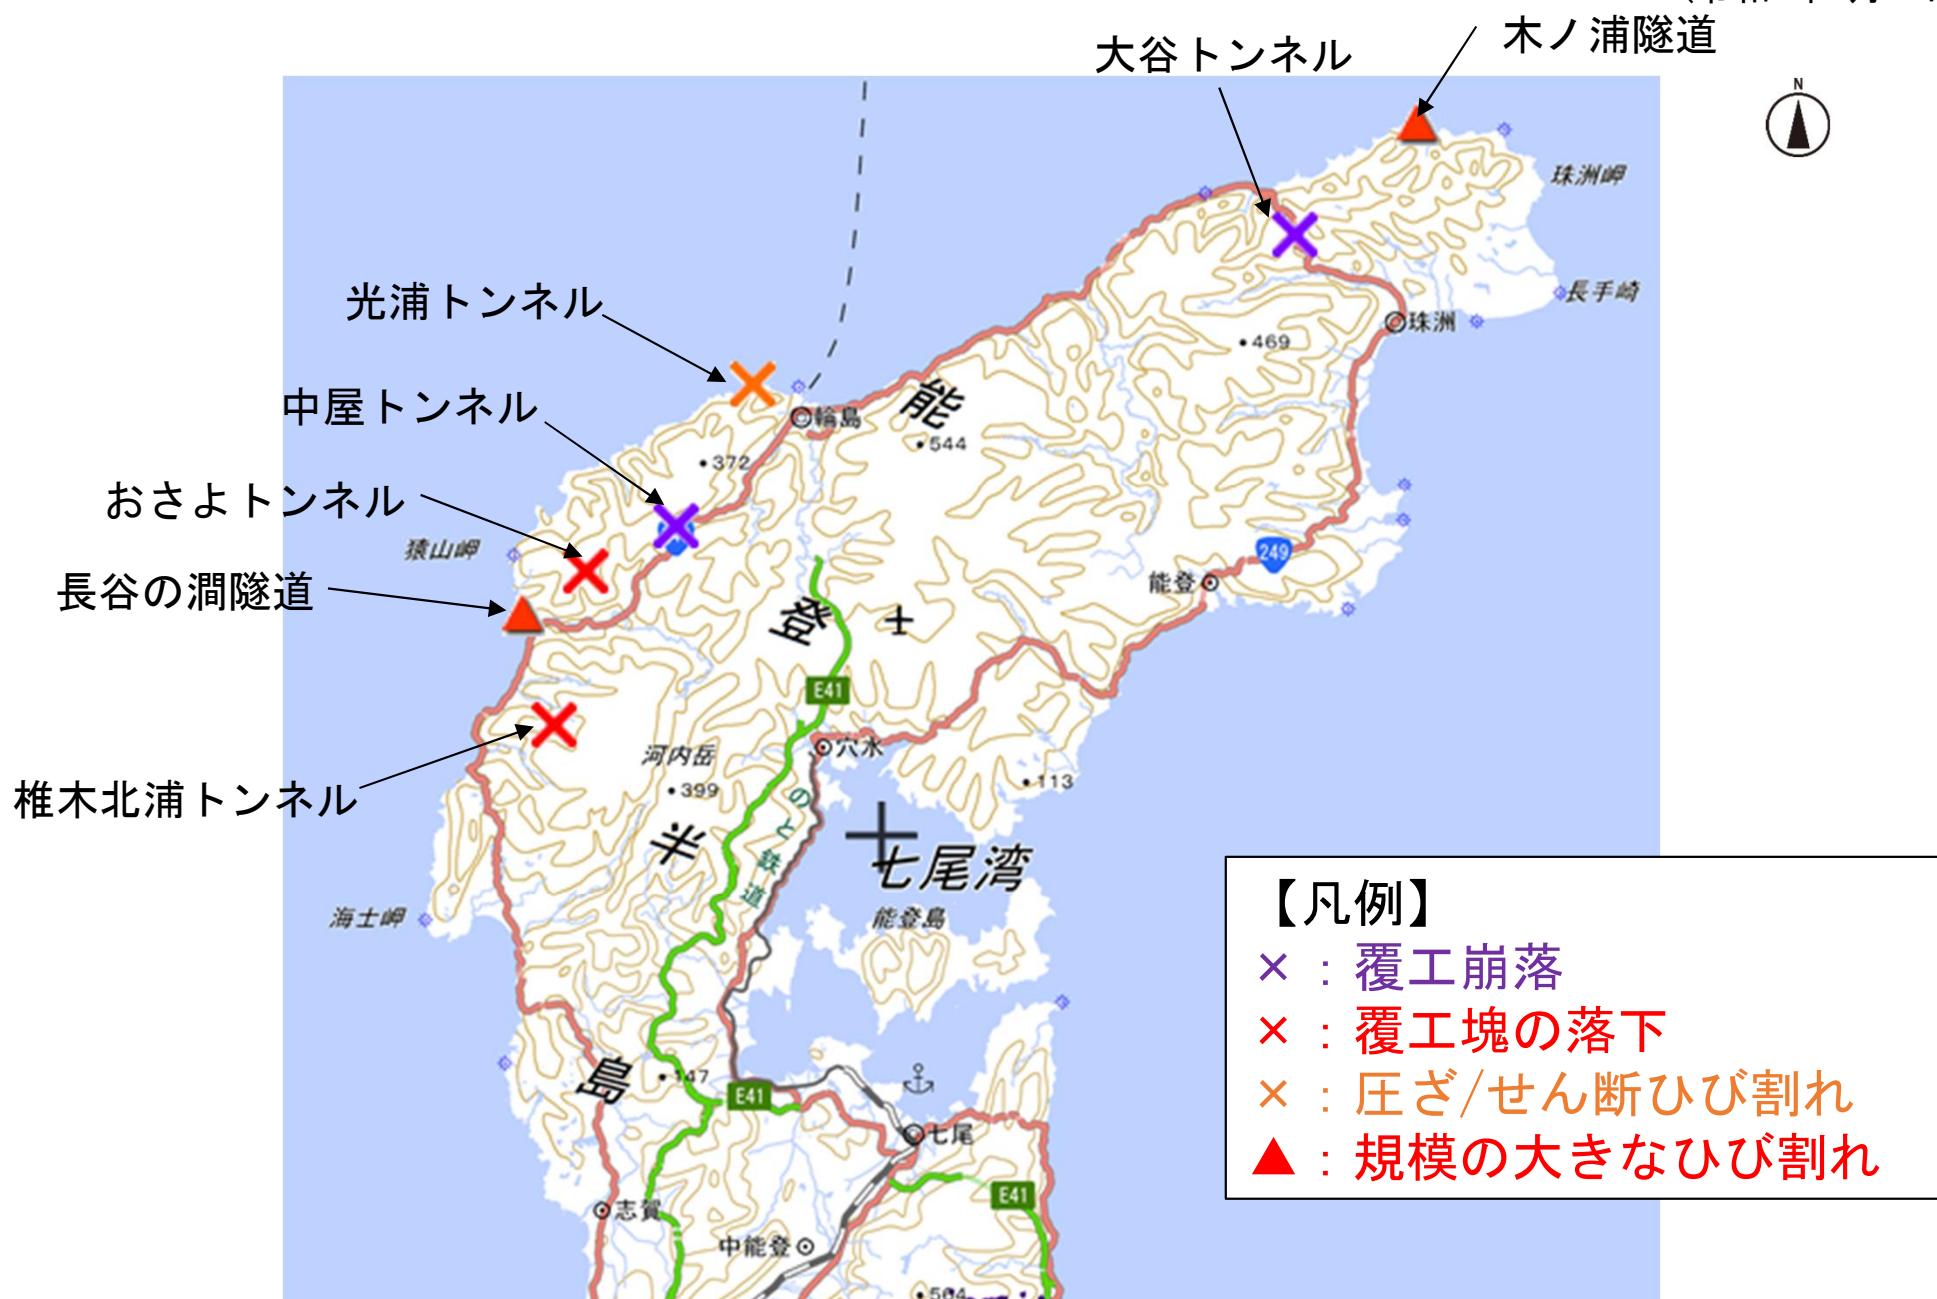 木ノ浦隧道
大谷トンネル
N
珠洲岬
長手崎
光浦トンネル
珠洲
469
中屋トンネル
輪島
能
544
372
おさよトンネル
猿山岬
249
能登
長谷の澗隧道
登
E41
椎木北浦トンネル
河内岳
399
穴水
113
のと鉄道
半
七尾湾
能登島
海士岬
島
147
E41
七尾
志賀
E41
中能登
【凡例】
×：覆工崩落
×：覆工塊の落下
×：圧ざ/せん断ひび割れ
▲：規模の大きなひび割れ